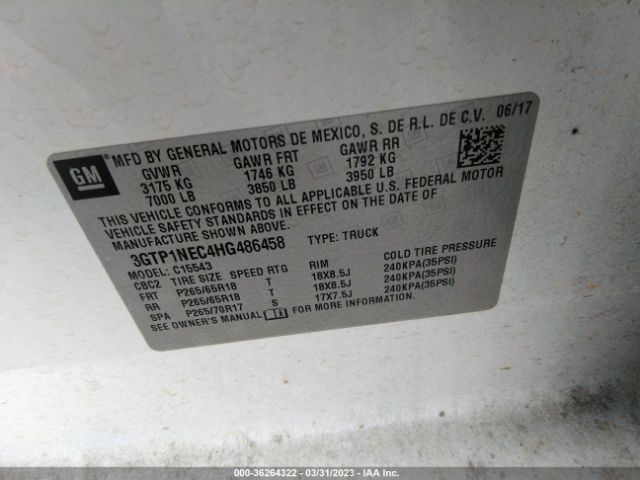 GM
MFD BY GENERAL MOTORS DE MEXICO, S. DE R.L. DE C.V. 06/17
GVWR GAWR FRT GAWR RR
3175 KG 1746 KG 1792 KG
7000 LB 3850 LB 3950 LB
THIS VEHICLE CONFORMS TO ALL APPLICABLE U.S. FEDERAL MOTOR
VEHICLE SAFETY STANDARDS IN EFFECT ON THE DATE OF
MANUFACTURE SHOWN ABOVE.
3GTP1NEC4HG486458 TYPE: TRUCK
MODEL: C15543
CBC2 TIRE SIZE SPEED RTG RIM COLD TIRE PRESSURE
FRT P265/65R18 T 18X8.5J 240KPA(35PSI)
RR P265/65R18 T 18X8.5J 240KPA(35PSI)
SPA P265/70R17 T 17X7.5J 240KPA(35PSI)
SEE OWNER'S MANUAL FOR MORE INFORMATION.
000-36264322 - 03/31/2023 - IAA Inc.